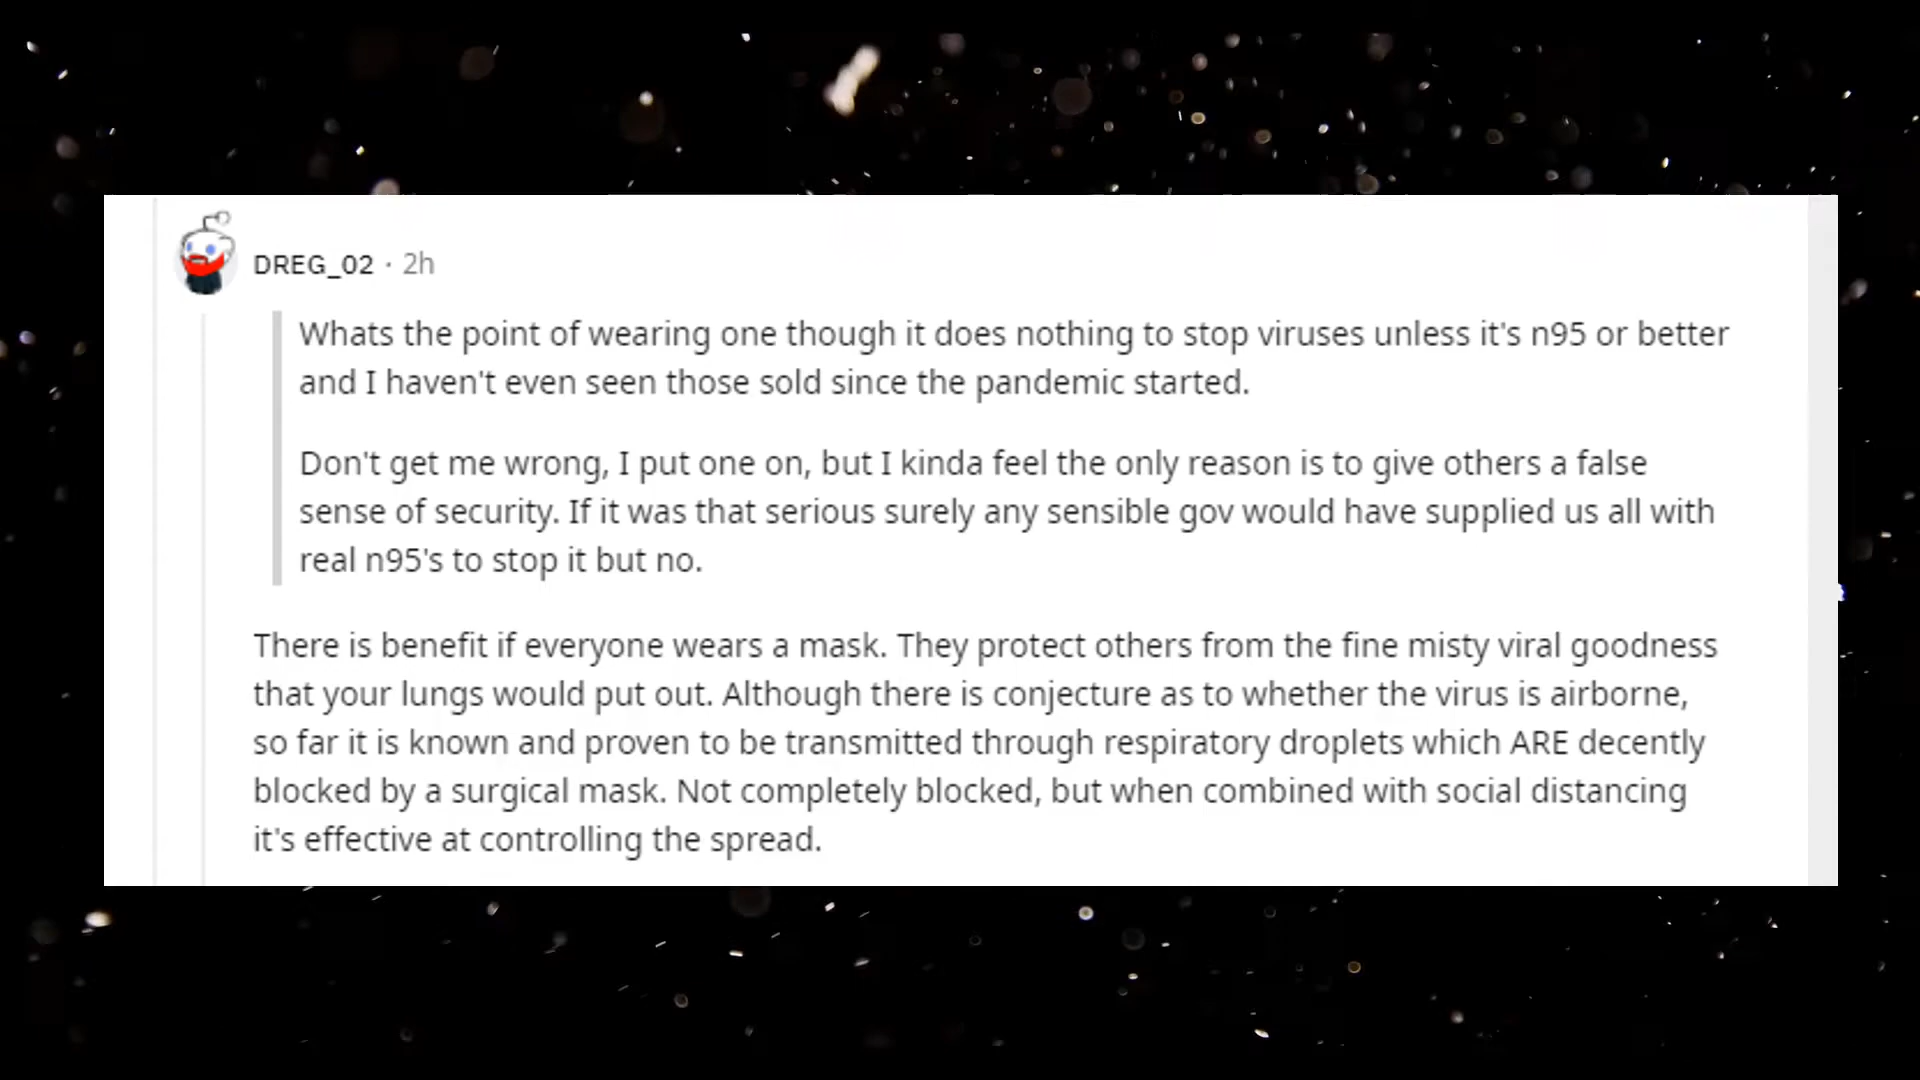 DREG_02 · 2h
Whats the point of wearing one though it does nothing to stop viruses unless it's n95 or better
and I haven't even seen those sold since the pandemic started.
Don't get me wrong, I put one on, but I kinda feel the only reason is to give others a false
sense of security. If it was that serious surely any sensible gov would have supplied us all with
real n95's to stop it but no.
There is benefit if everyone wears a mask. They protect others from the fine misty viral goodness
that your lungs would put out. Although there is conjecture as to whether the virus is airborne,
so far it is known and proven to be transmitted through respiratory droplets which ARE decently
blocked by a surgical mask. Not completely blocked, but when combined with social distancing
it's effective at controlling the spread.